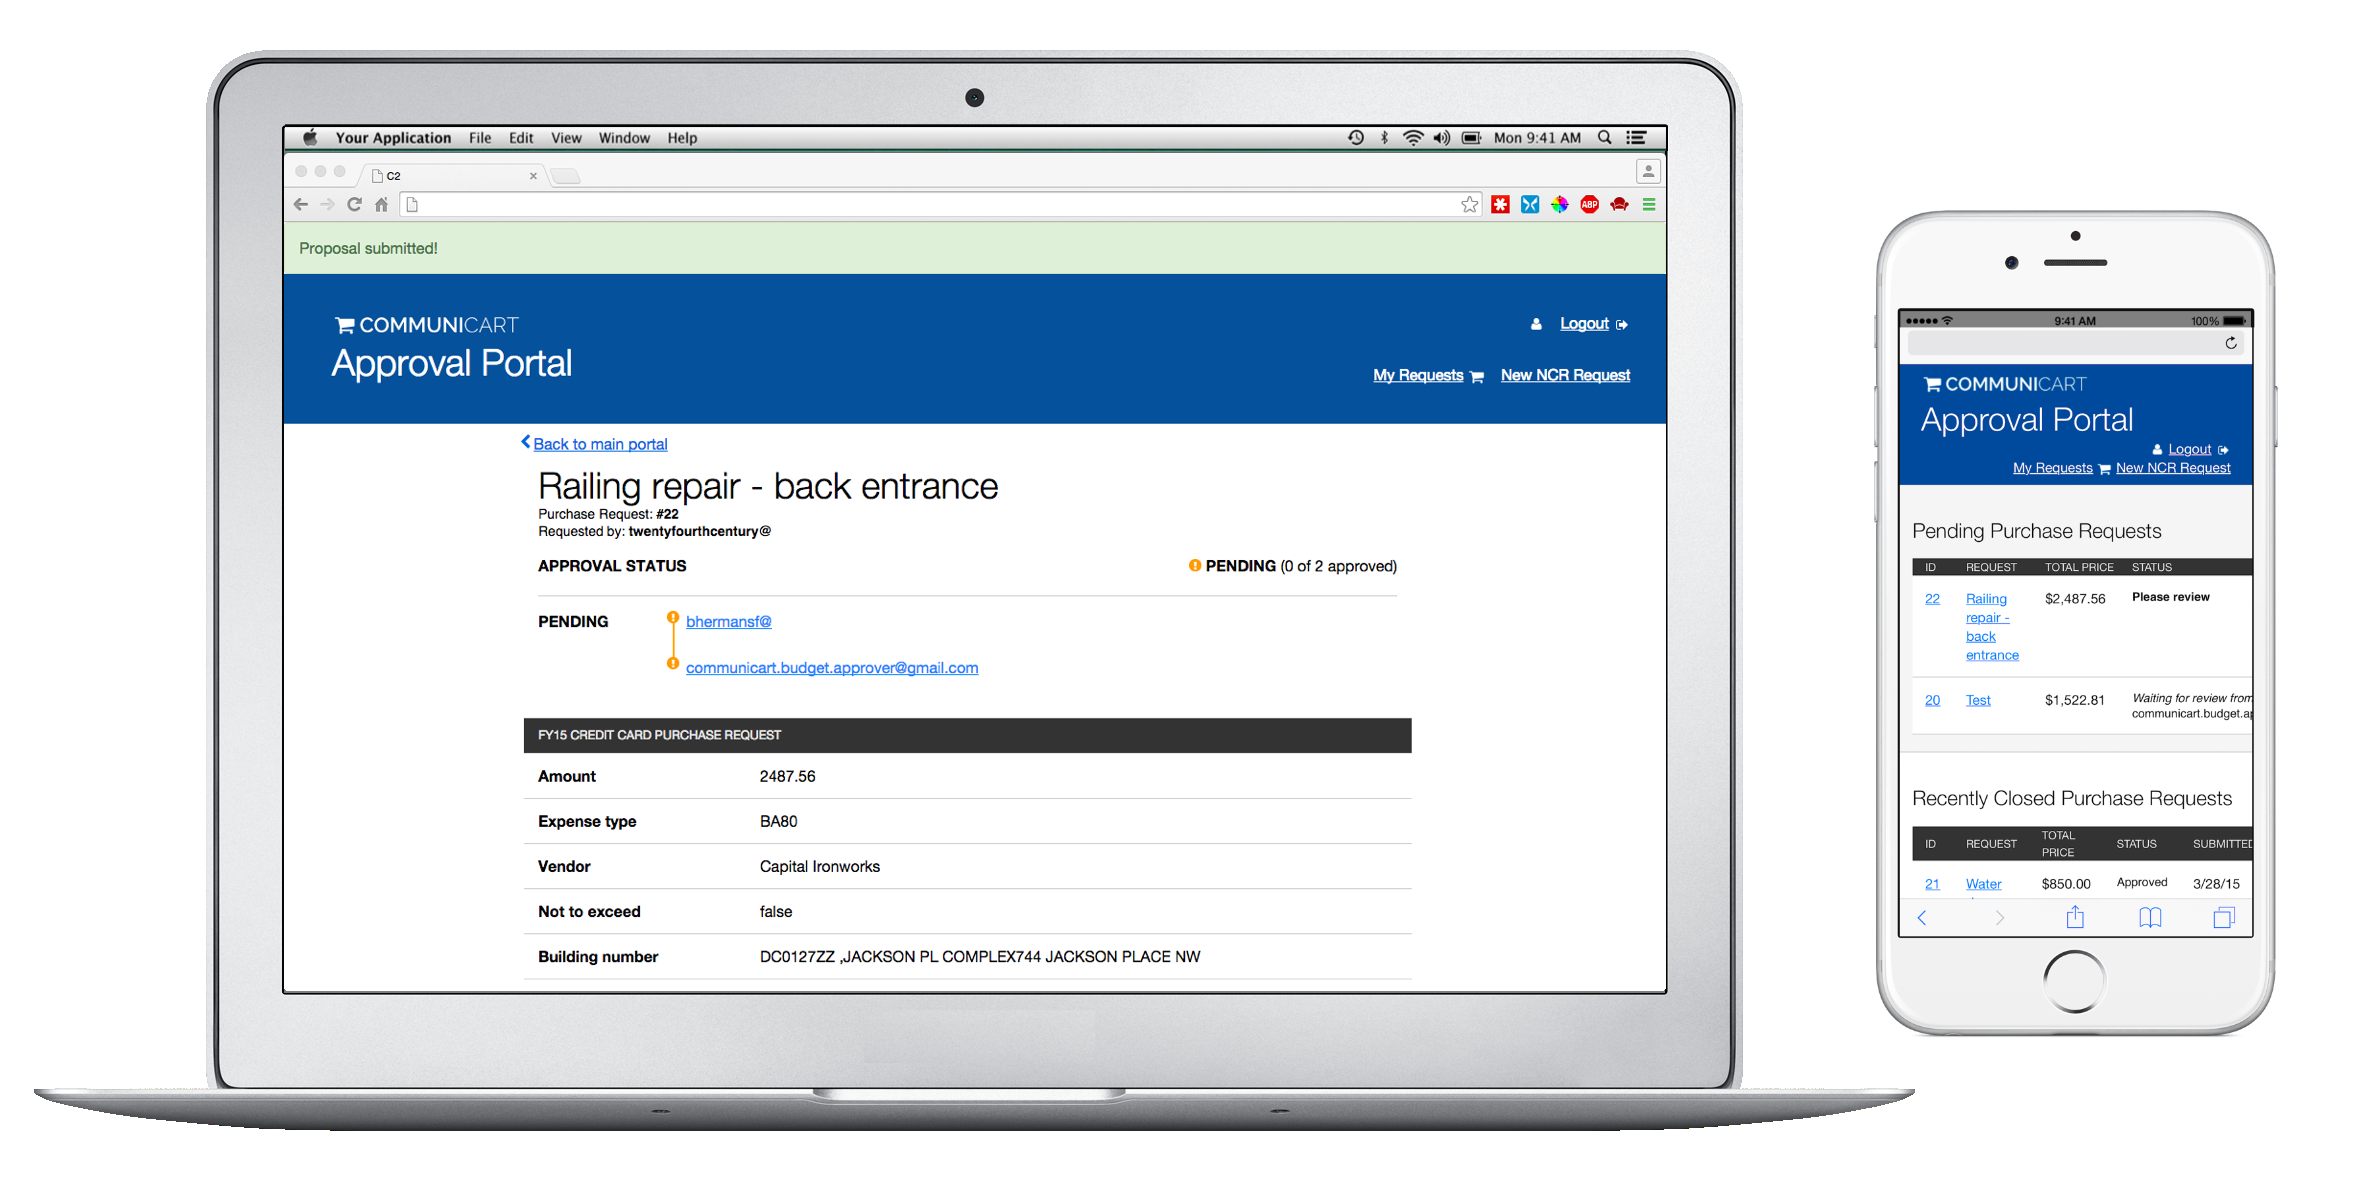 Your Application File Edit View Window Help Mon 9:41 AM
C2
ABP
Proposal submitted!
COMMUNICART
Logout
Approval Portal
My Requests New NCR Request
Back to main portal
Railing repair - back entrance
Purchase Request: #22
Requested by: twentyfourthcentury@
APPROVAL STATUS PENDING (0 of 2 approved)
PENDING bhermansf@
communicart.budget.approver@gmail.com
FY15 CREDIT CARD PURCHASE REQUEST
Amount 2487.56
Expense type BA80
Vendor Capital Ironworks
Not to exceed false
Building number DC0127ZZ ,JACKSON PL COMPLEX744 JACKSON PLACE NW
9:41 AM 100%
COMMUNICART
Approval Portal
Logout
My Requests New NCR Request
Pending Purchase Requests
ID REQUEST TOTAL PRICE STATUS
22 Railing $2,487.56 Please review
repair -
back
entrance
20 Test $1,522.81 Waiting for review from
communicart.budget.ap
Recently Closed Purchase Requests
ID REQUEST TOTAL PRICE STATUS SUBMITTED
21 Water $850.00 Approved 3/28/15